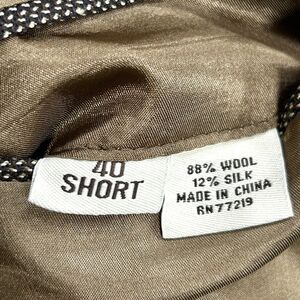 40
SHORT
88% WOOL
12% SILK
MADE IN CHINA
RN77219